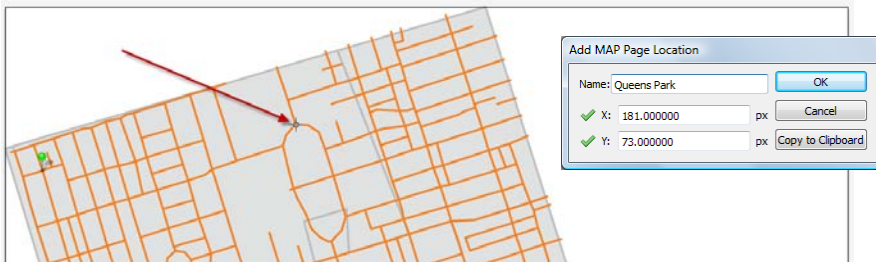 Add MAP Page Location
Name: Queens Park
OK
X: 181.000000 px
Cancel
Y: 73.000000 px
Copy to Clipboard